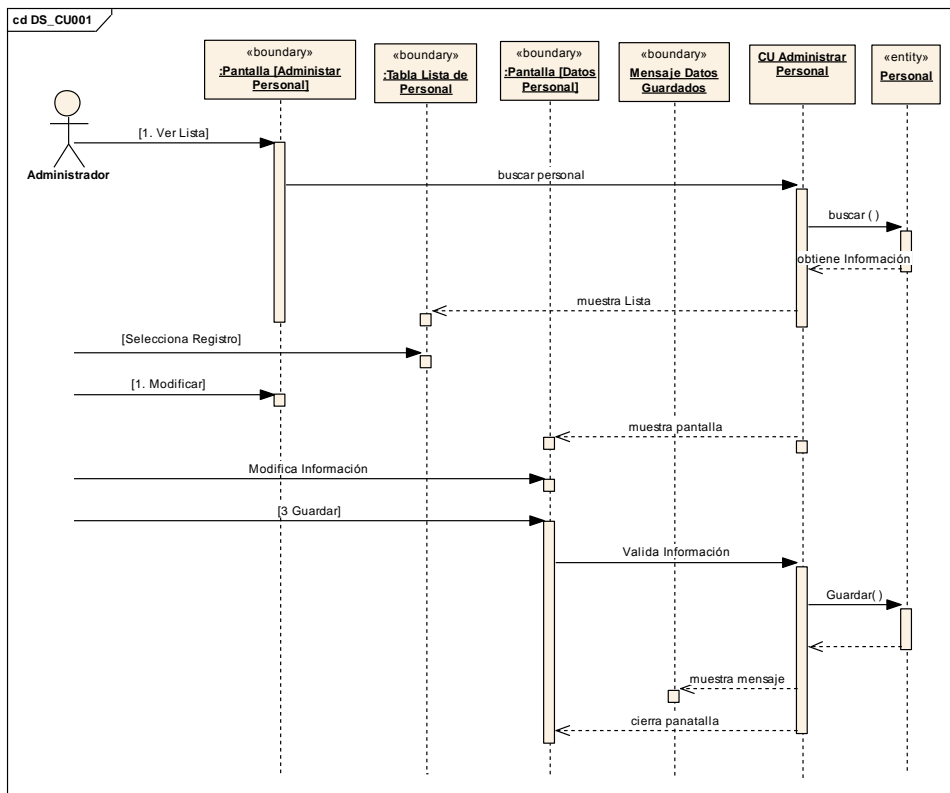 cd DS_CU001
«boundary»
:Pantalla [Administar
Personal]
«boundary»
:Tabla Lista de
Personal
«boundary»
:Pantalla [Datos
Personal]
«boundary»
Mensaje Datos
Guardados
CU Administrar
Personal
«entity»
Personal
Administrador
[1. Ver Lista]
buscar personal
buscar ( )
obtiene Información
muestra Lista
[Selecciona Registro]
[1. Modificar]
muestra pantalla
Modifica Información
[3 Guardar]
Valida Información
Guardar( )
muestra mensaje
cierra panatalla